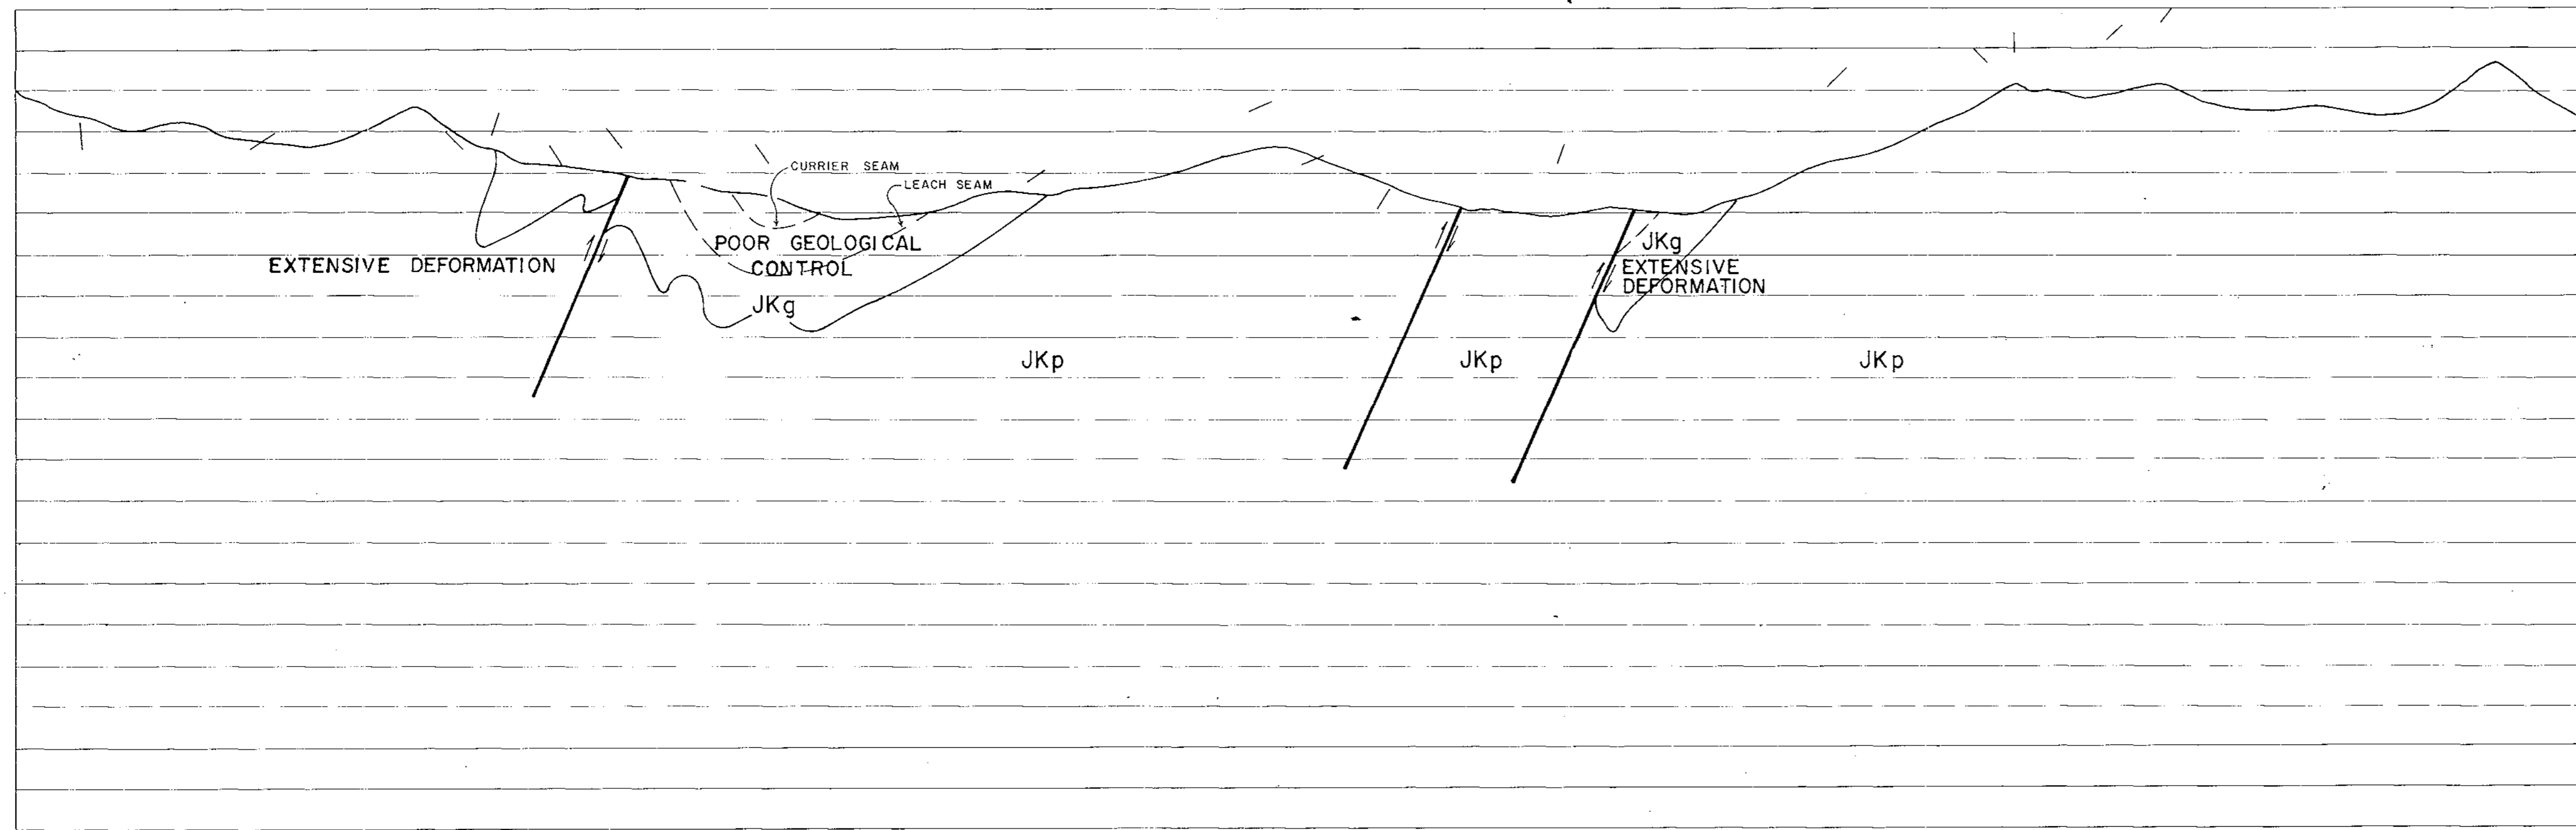 CURRIER SEAM
LEACH SEAM
POOR GEOLOGICAL
CONTROL
EXTENSIVE DEFORMATION
JKg
JKp
JKp
JKg
EXTENSIVE
DEFORMATION
JKp